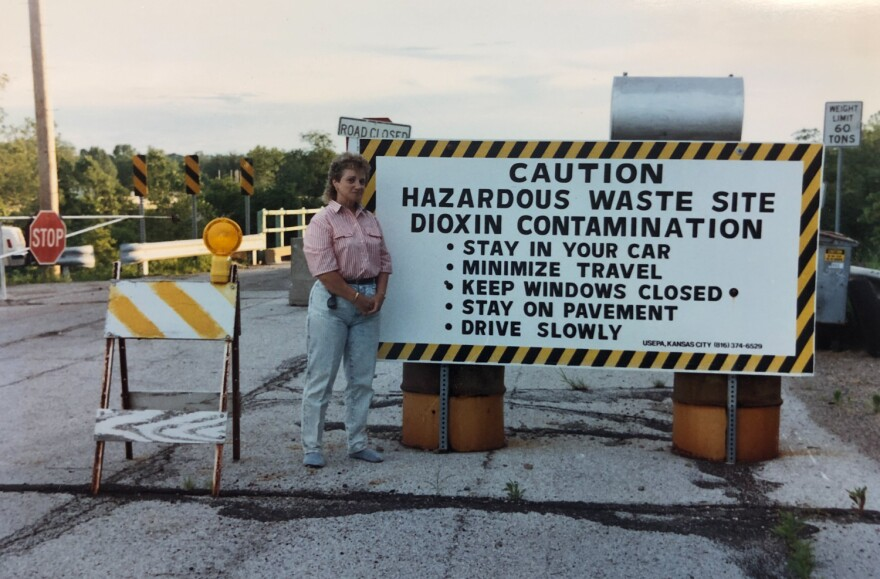 ROAD CLOSED
WEIGHT
LIMIT
60
TONS
STOP
CAUTION
HAZARDOUS WASTE SITE
DIOXIN CONTAMINATION
• STAY IN YOUR CAR
• MINIMIZE TRAVEL
• KEEP WINDOWS CLOSED •
• STAY ON PAVEMENT
• DRIVE SLOWLY
USEPA, KANSAS CITY (816) 374-6529